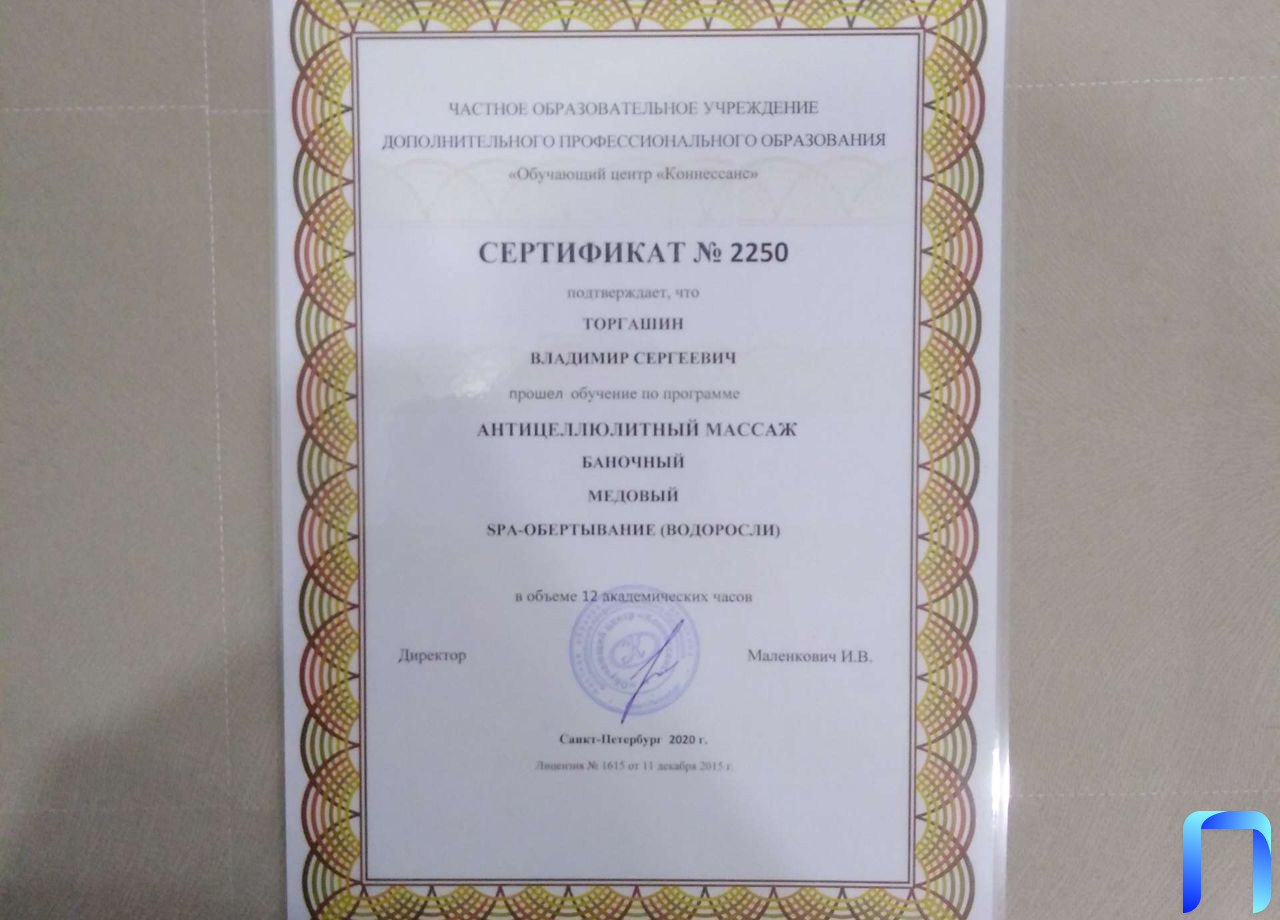 ЧАСТНОЕ ОБРАЗОВАТЕЛЬНОЕ УЧРЕЖДЕНИЕ
ДОПОЛНИТЕЛЬНОГО ПРОФЕССИОНАЛЬНОГО ОБРАЗОВАНИЯ
«Обучающий центр «Коннессанс»
СЕРТИФИКАТ № 2250
подтверждает, что
ТОРГАШИН
ВЛАДИМИР СЕРГЕЕВИЧ
прошел обучение по программе
АНТИЦЕЛЛЮЛИТНЫЙ МАССАЖ
БАНОЧНЫЙ
МЕДОВЫЙ
SPA-ОБЕРТЫВАНИЕ (ВОДОРОСЛИ)
в объеме 12 академических часов
Директор
Маленкович И.В.
Санкт-Петербург 2020 г.
Лицензия № 1615 от 11 декабря 2015 г.